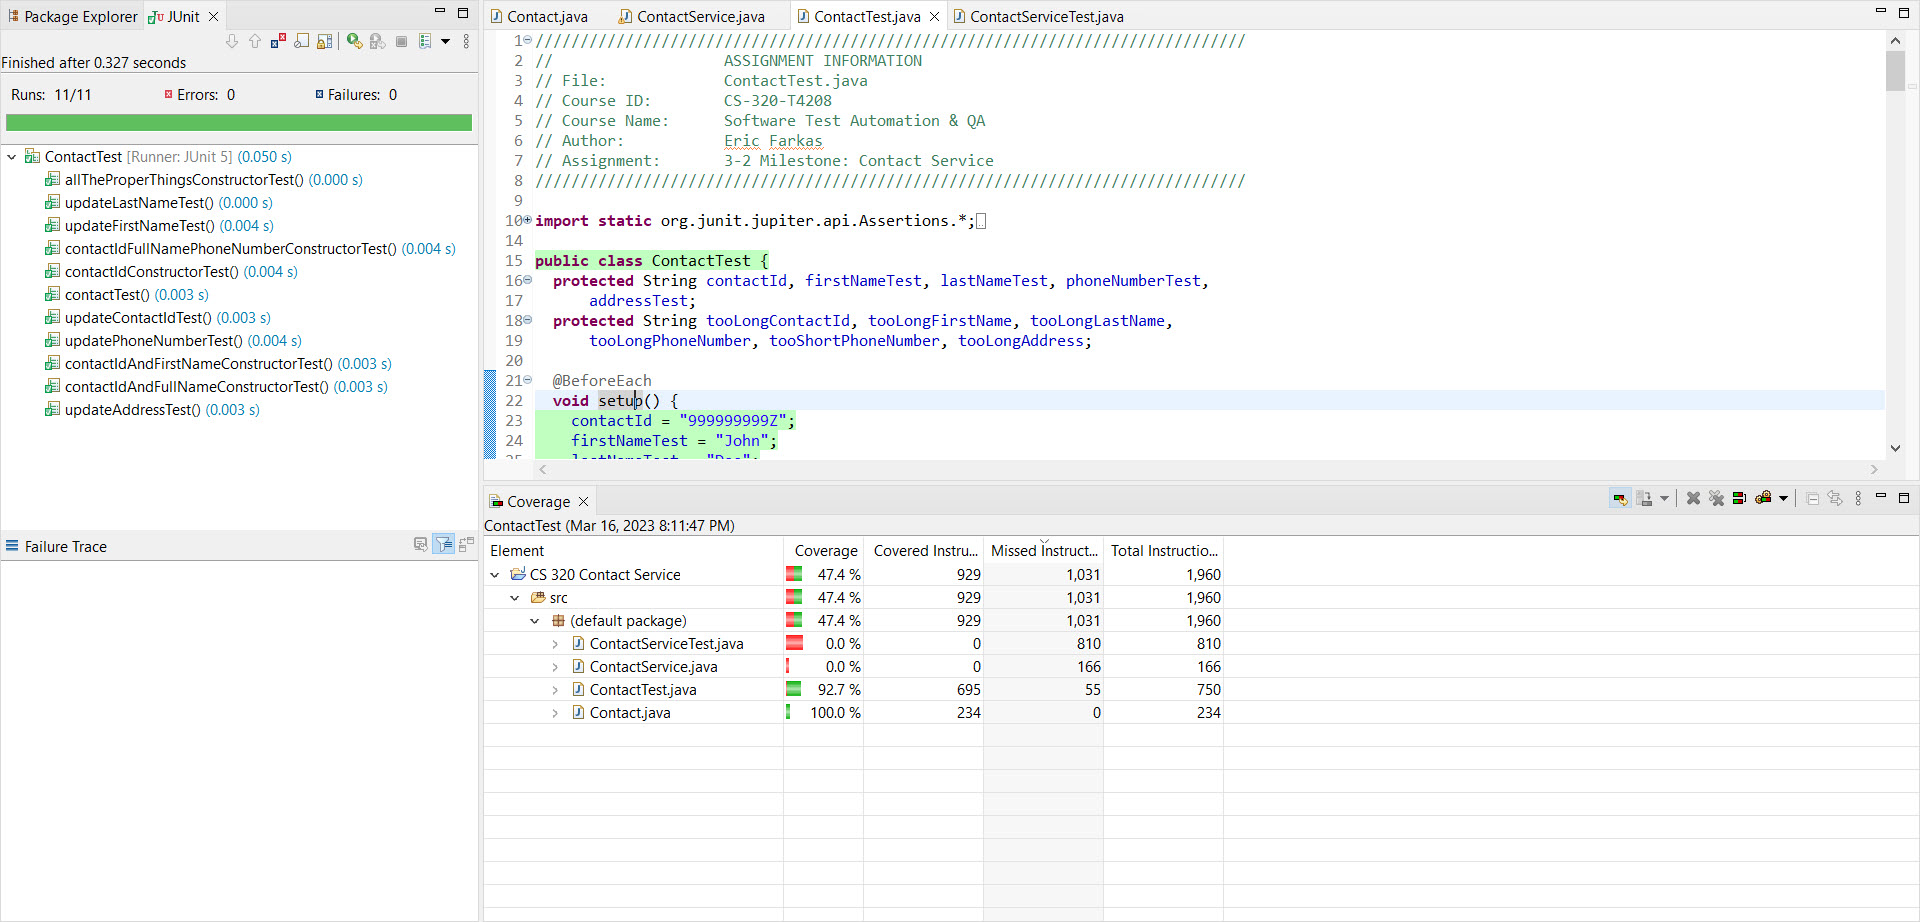 Package Explorer JUnit
Finished after 0.327 seconds
Runs: 11/11 Errors: 0 Failures: 0
ContactTest [Runner: JUnit 5] (0.050 s)
allTheProperThingsConstructorTest() (0.000 s)
updateLastNameTest() (0.000 s)
updateFirstNameTest() (0.004 s)
contactIdFullNamePhoneNumberConstructorTest() (0.004 s)
contactIdConstructorTest() (0.004 s)
contactTest() (0.003 s)
updateContactIdTest() (0.003 s)
updatePhoneNumberTest() (0.004 s)
contactIdAndFirstNameConstructorTest() (0.003 s)
contactIdAndFullNameConstructorTest() (0.003 s)
updateAddressTest() (0.003 s)
Failure Trace
Contact.java ContactService.java ContactTest.java ContactServiceTest.java
1 ///////////////////////////////////////////////////////////////////////////////
2 // ASSIGNMENT INFORMATION
3 // File: ContactTest.java
4 // Course ID: CS-320-T4208
5 // Course Name: Software Test Automation & QA
6 // Author: Eric Farkas
7 // Assignment: 3-2 Milestone: Contact Service
8 ///////////////////////////////////////////////////////////////////////////////
9
10 import static org.junit.jupiter.api.Assertions.*;
14
15 public class ContactTest {
16 protected String contactId, firstNameTest, lastNameTest, phoneNumberTest,
17 addressTest;
18 protected String tooLongContactId, tooLongFirstName, tooLongLastName,
19 tooLongPhoneNumber, tooShortPhoneNumber, tooLongAddress;
20
21 @BeforeEach
22 void setup() {
23 contactId = "999999999Z";
24 firstNameTest = "John";
25 lastNameTest = "Doe";
Coverage
ContactTest (Mar 16, 2023 8:11:47 PM)
Element Coverage Covered Instru... Missed Instruct... Total Instructio...
CS 320 Contact Service 47.4 % 929 1,031 1,960
src 47.4 % 929 1,031 1,960
(default package) 47.4 % 929 1,031 1,960
ContactServiceTest.java 0.0 % 0 810 810
ContactService.java 0.0 % 0 166 166
ContactTest.java 92.7 % 695 55 750
Contact.java 100.0 % 234 0 234